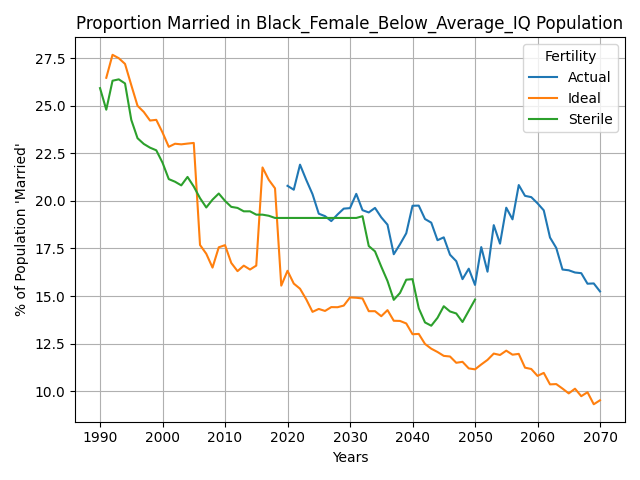 Proportion Married in Black_Female_Below_Average_IQ Population
% of Population 'Married'
27.5
25.0
22.5
20.0
17.5
15.0
12.5
10.0
Fertility
Actual
Ideal
Sterile
1990 2000 2010 2020 2030 2040 2050 2060 2070
Years